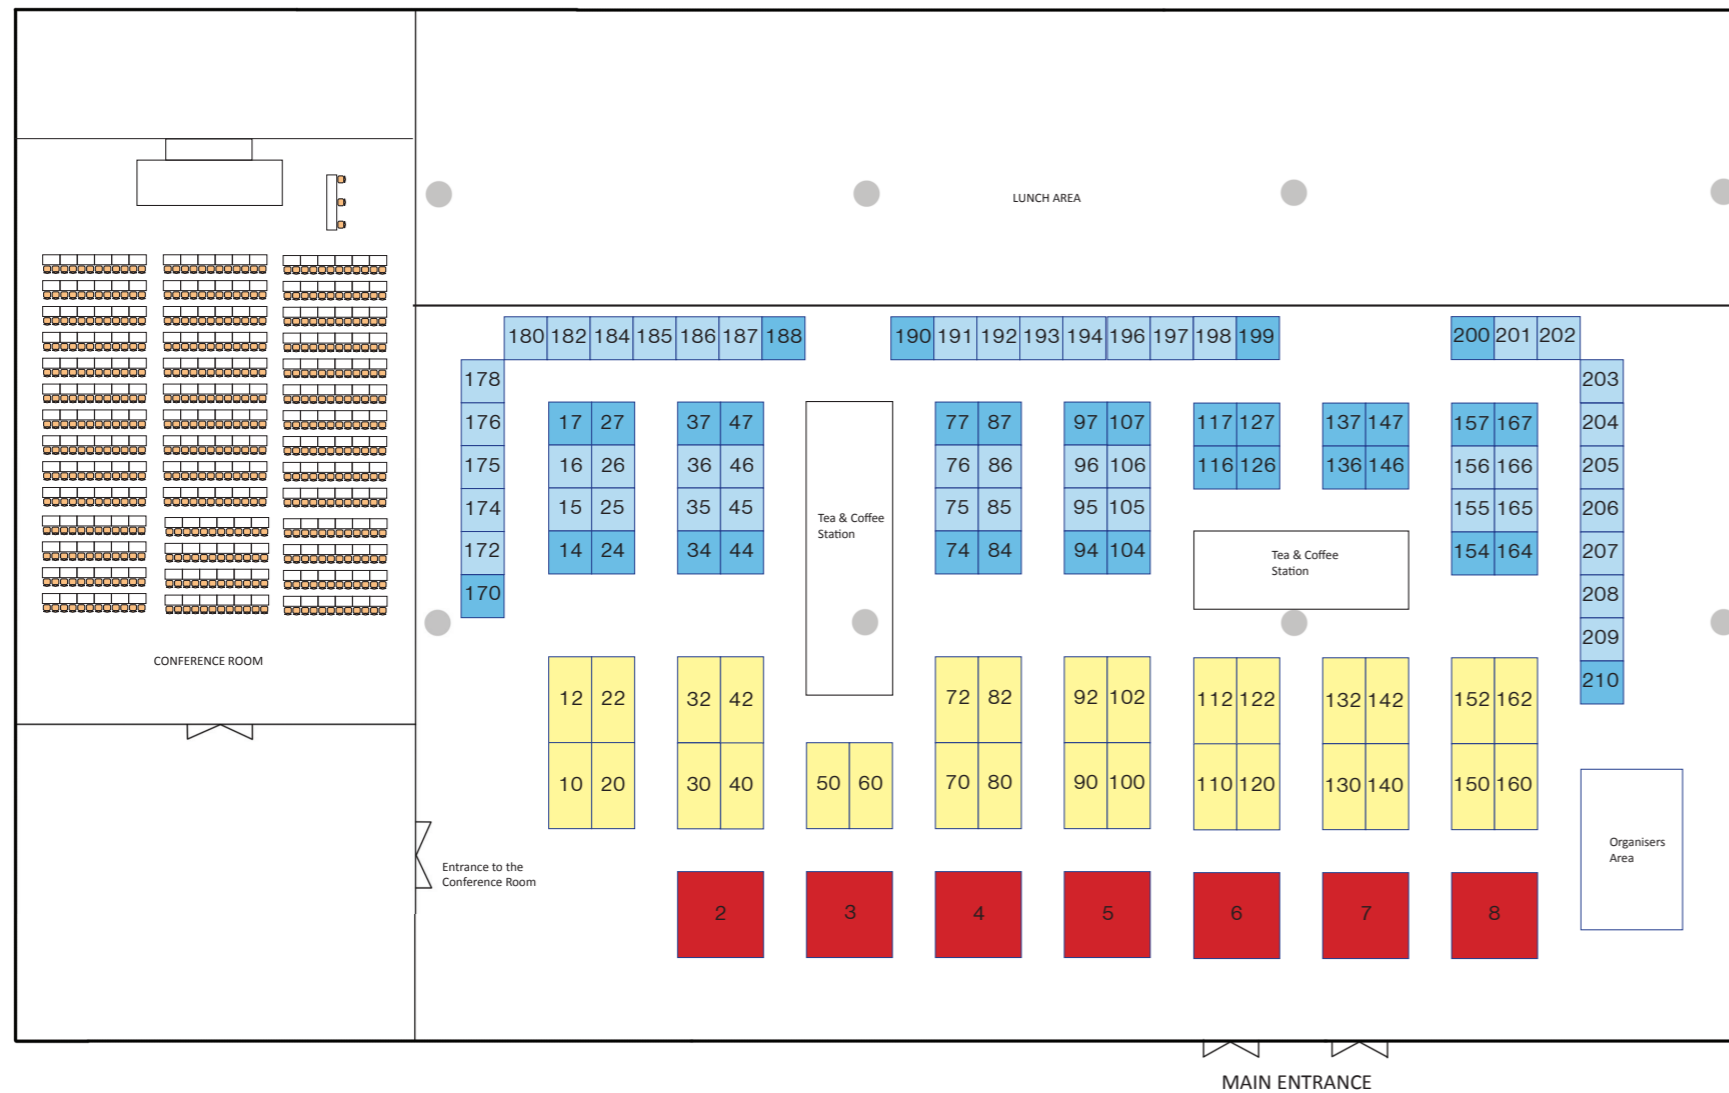 LUNCH AREA
180 182 184 185 186 187 188 190 191 192 193 194 196 197 198 199 200 201 202
178 203
176 17 27 37 47 77 87 97 107 117 127 137 147 157 167 204
175 16 26 36 46 76 86 96 106 116 126 136 146 156 166 205
174 15 25 35 45 75 85 95 105 155 165 206
Tea & Coffee
Station
172 14 24 34 44 74 84 94 104 154 164 207
Tea & Coffee
Station
170 208
209
CONFERENCE ROOM
210
12 22 32 42 72 82 92 102 112 122 132 142 152 162
10 20 30 40 50 60 70 80 90 100 110 120 130 140 150 160
Organisers
Area
Entrance to the
Conference Room
2 3 4 5 6 7 8
MAIN ENTRANCE